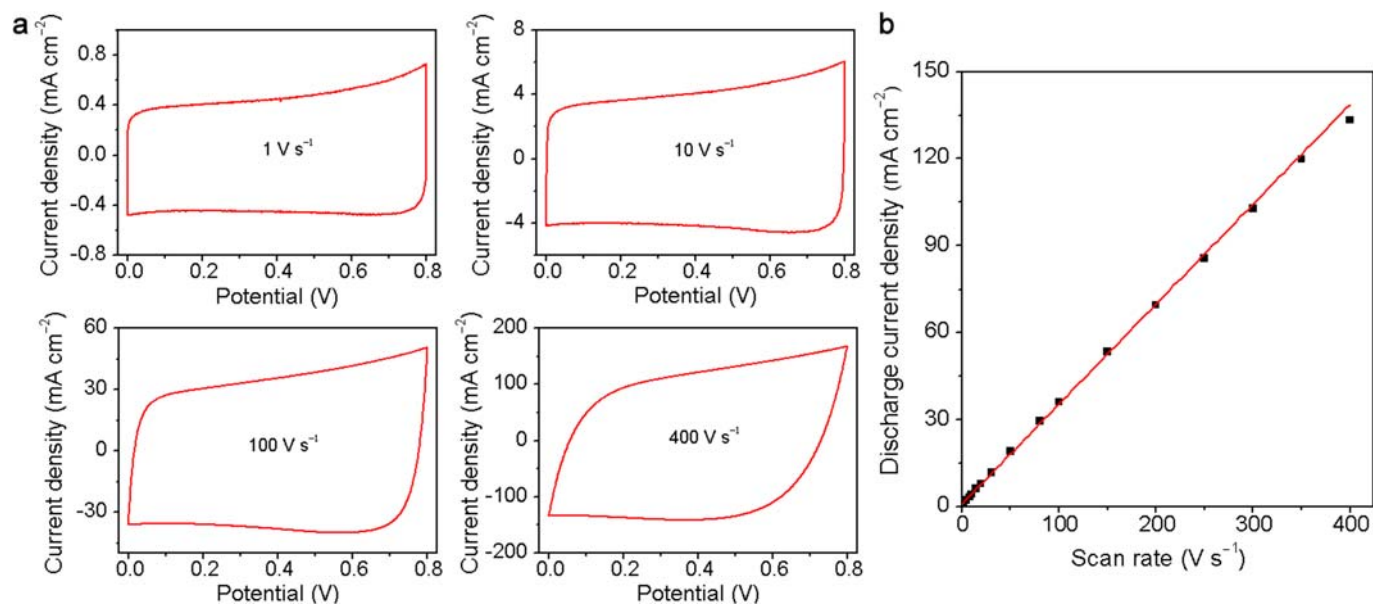 a
Current density (mA cm⁻²)
0.8
0.4
0.0
-0.4
-0.8
1 V s⁻¹
0.0 0.2 0.4 0.6 0.8
Potential (V)
Current density (mA cm⁻²)
8
4
0
-4
10 V s⁻¹
0.0 0.2 0.4 0.6 0.8
Potential (V)
Current density (mA cm⁻²)
60
30
0
-30
100 V s⁻¹
0.0 0.2 0.4 0.6 0.8
Potential (V)
Current density (mA cm⁻²)
200
100
0
-100
-200
400 V s⁻¹
0.0 0.2 0.4 0.6 0.8
Potential (V)
b
Discharge current density (mA cm⁻²)
150
120
90
60
30
0
0 100 200 300 400
Scan rate (V s⁻¹)